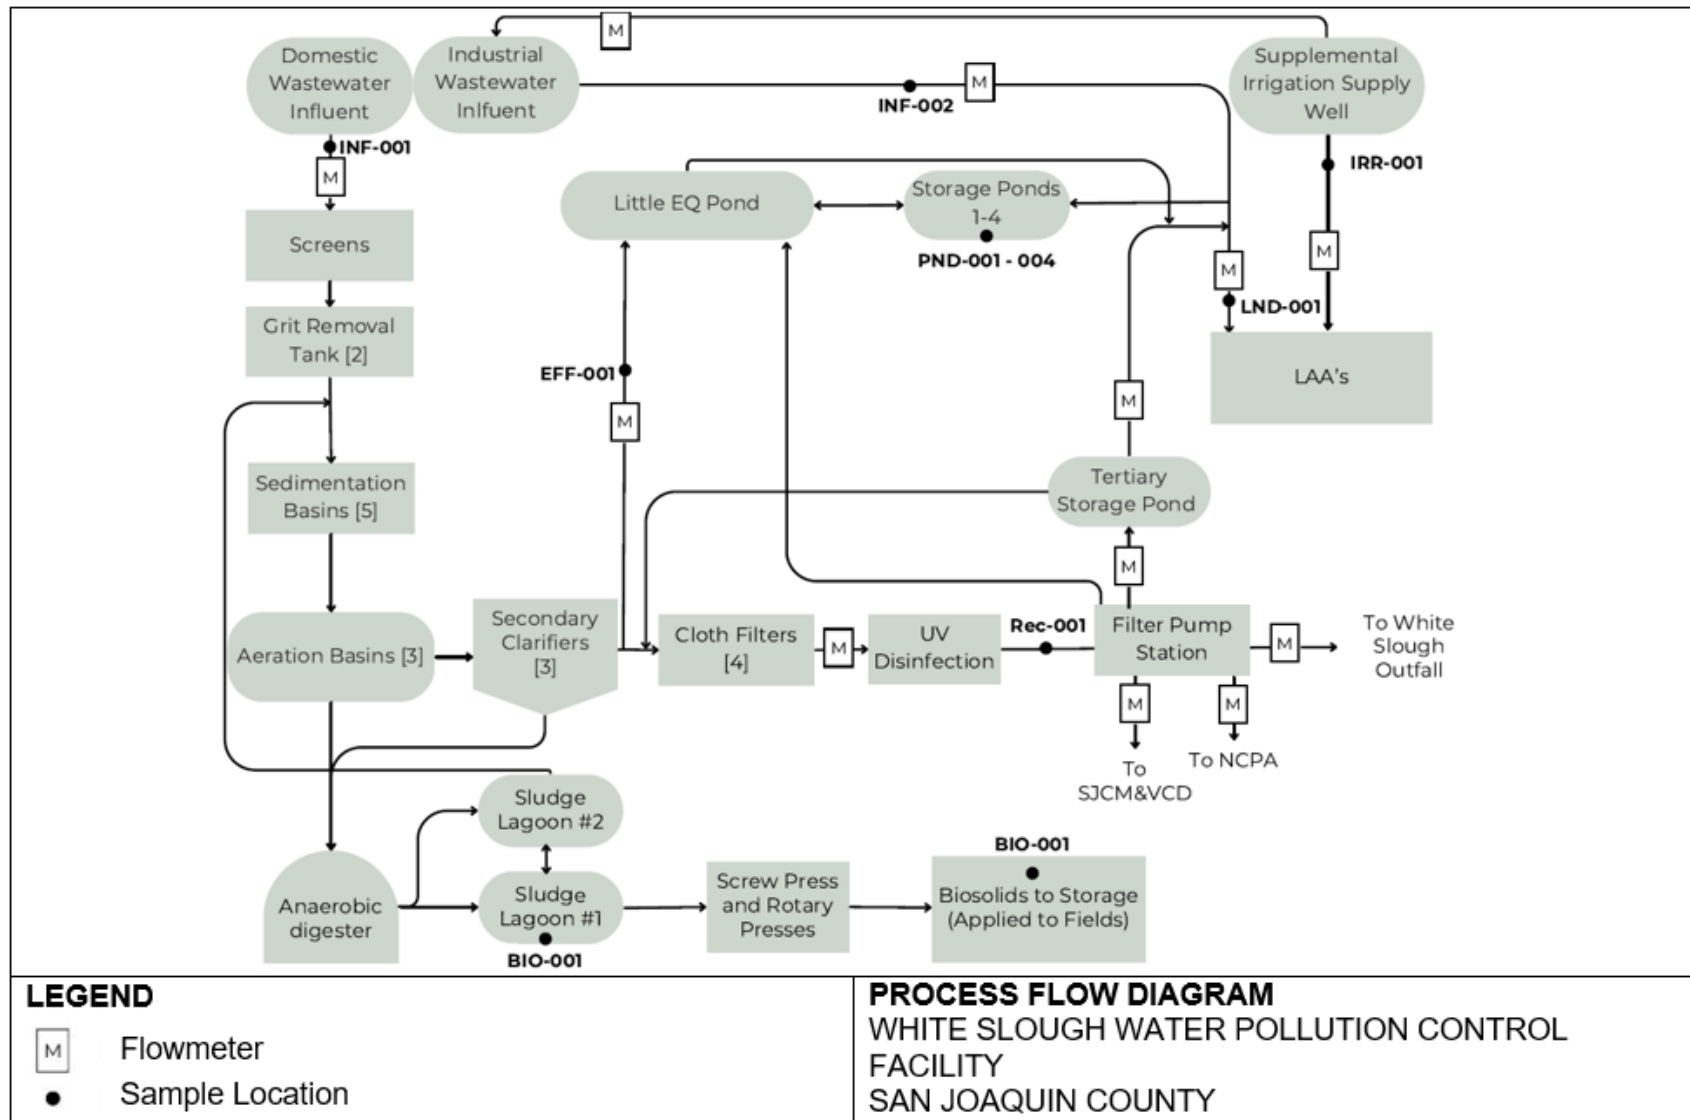 M
Domestic
Wastewater
Influent
Industrial
Wastewater
Inlfuent
Supplemental
Irrigation Supply
Well
M
INF-002
INF-001
M
IRR-001
Little EQ Pond
Storage Ponds
1-4
PND-001 - 004
Screens
M
M
LND-001
Grit Removal
Tank [2]
EFF-001
M
M
LAA's
Sedimentation
Basins [5]
Tertiary
Storage Pond
M
Aeration Basins [3]
Secondary
Clarifiers
[3]
Cloth Filters
[4]
M
UV
Disinfection
Rec-001
Filter Pump
Station
M
To White
Slough
Outfall
M
M
To
SJCM&VCD
To NCPA
Sludge
Lagoon #2
Anaerobic
digester
Sludge
Lagoon #1
BIO-001
Screw Press
and Rotary
Presses
BIO-001
Biosolids to Storage
(Applied to Fields)
LEGEND
M Flowmeter
Sample Location
PROCESS FLOW DIAGRAM
WHITE SLOUGH WATER POLLUTION CONTROL
FACILITY
SAN JOAQUIN COUNTY